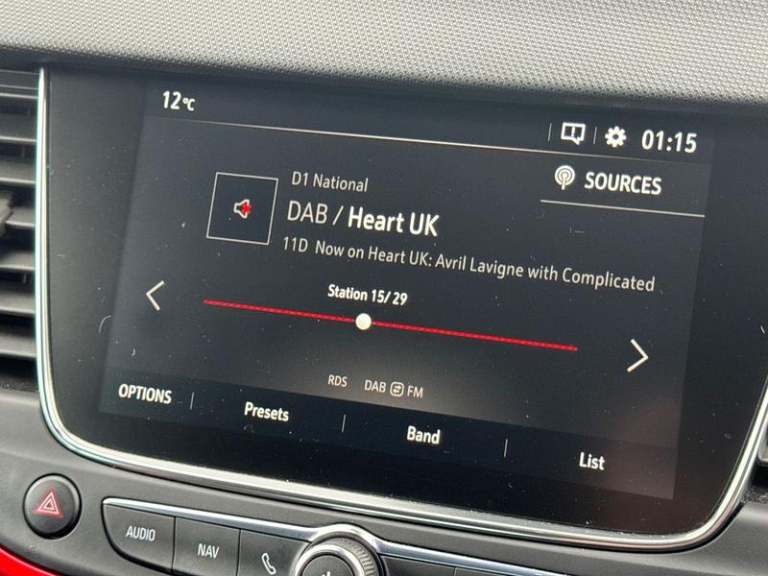 12°C
01:15
SOURCES
D1 National
DAB / Heart UK
11D Now on Heart UK: Avril Lavigne with Complicated
Station 15/29
RDS DAB FM
OPTIONS Presets Band List
AUDIO NAV